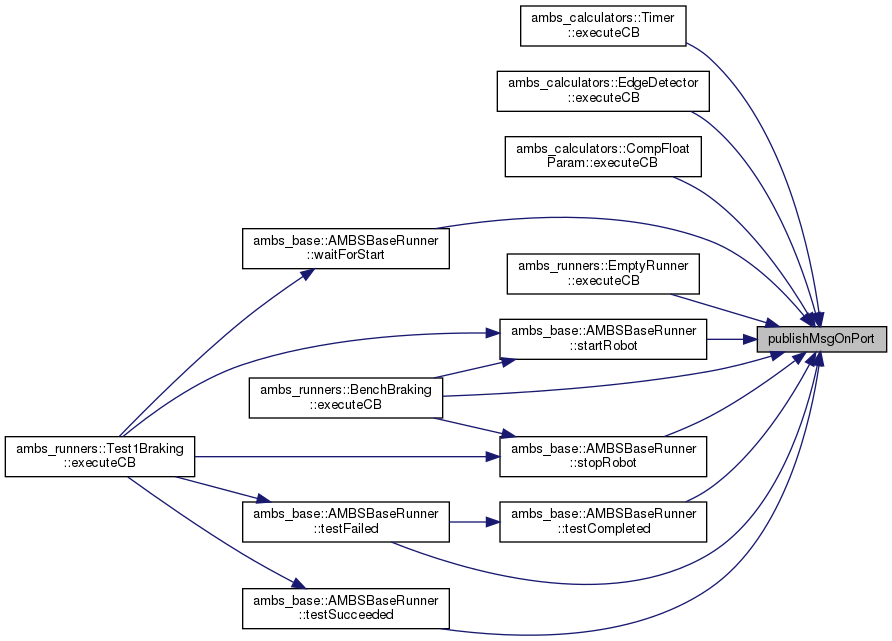 ambs_calculators::Timer
::executeCB
ambs_calculators::EdgeDetector
::executeCB
ambs_calculators::CompFloat
Param::executeCB
ambs_base::AMBSBaseRunner
::waitForStart
ambs_runners::EmptyRunner
::executeCB
ambs_base::AMBSBaseRunner
::startRobot
publishMsgOnPort
ambs_runners::BenchBraking
::executeCB
ambs_runners::Test1Braking
::executeCB
ambs_base::AMBSBaseRunner
::stopRobot
ambs_base::AMBSBaseRunner
::testFailed
ambs_base::AMBSBaseRunner
::testCompleted
ambs_base::AMBSBaseRunner
::testSucceeded